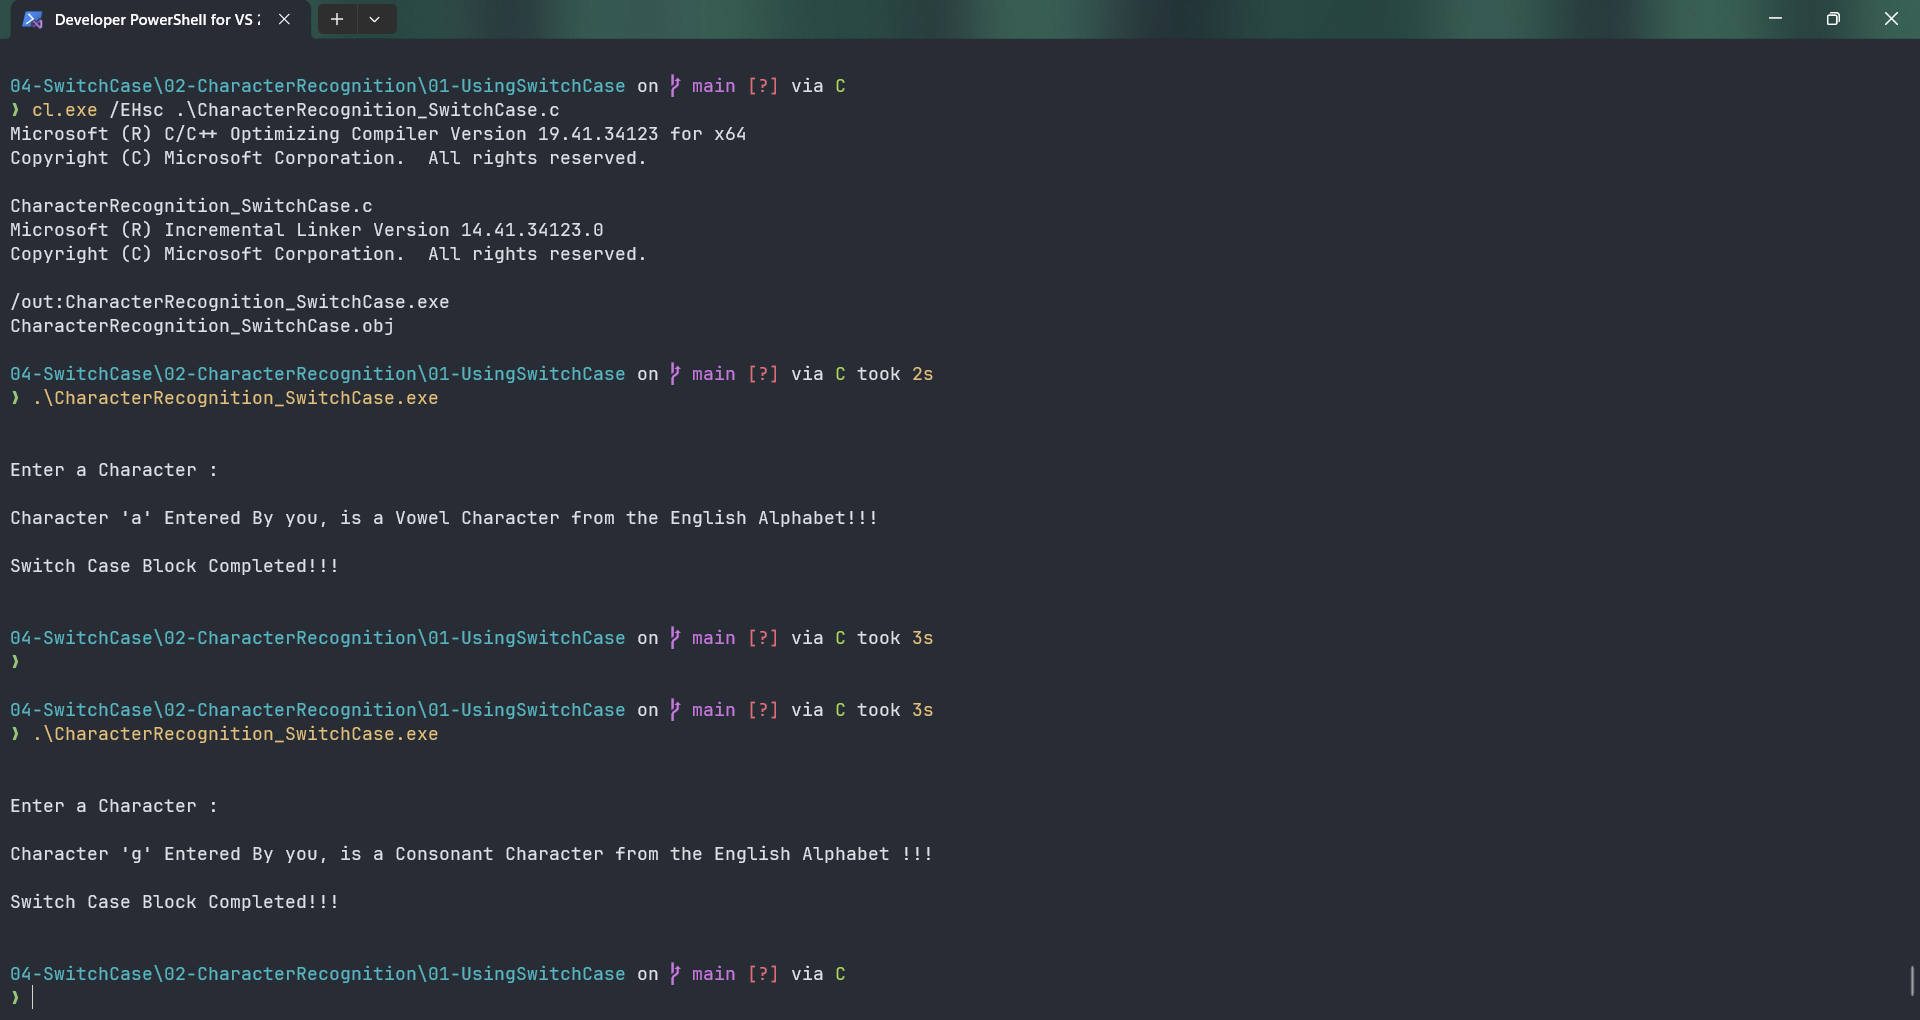 Developer PowerShell for VS 2
04-SwitchCase\02-CharacterRecognition\01-UsingSwitchCase on main [?] via C
❯ cl.exe /EHsc .\CharacterRecognition_SwitchCase.c
Microsoft (R) C/C++ Optimizing Compiler Version 19.41.34123 for x64
Copyright (C) Microsoft Corporation.  All rights reserved.
CharacterRecognition_SwitchCase.c
Microsoft (R) Incremental Linker Version 14.41.34123.0
Copyright (C) Microsoft Corporation.  All rights reserved.
/out:CharacterRecognition_SwitchCase.exe
CharacterRecognition_SwitchCase.obj
04-SwitchCase\02-CharacterRecognition\01-UsingSwitchCase on main [?] via C took 2s
❯ .\CharacterRecognition_SwitchCase.exe
Enter a Character :
Character 'a' Entered By you, is a Vowel Character from the English Alphabet!!!
Switch Case Block Completed!!!
04-SwitchCase\02-CharacterRecognition\01-UsingSwitchCase on main [?] via C took 3s
❯
04-SwitchCase\02-CharacterRecognition\01-UsingSwitchCase on main [?] via C took 3s
❯ .\CharacterRecognition_SwitchCase.exe
Enter a Character :
Character 'g' Entered By you, is a Consonant Character from the English Alphabet !!!
Switch Case Block Completed!!!
04-SwitchCase\02-CharacterRecognition\01-UsingSwitchCase on main [?] via C
❯